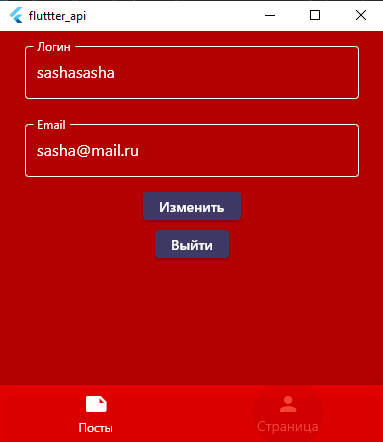 fluttter_api
Логин
sashasasha
Email
sasha@mail.ru
Изменить
Выйти
Посты
Страница